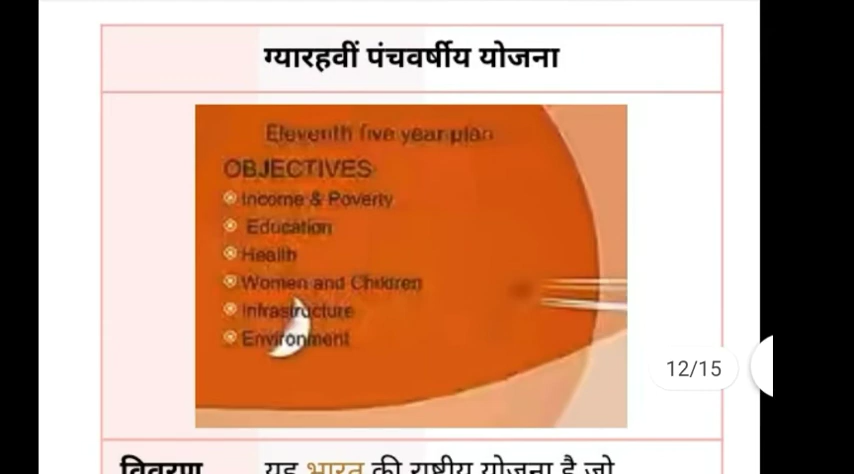 ग्यारहवीं पंचवर्षीय योजना
Eleventh five year plan
OBJECTIVES
Income & Poverty
Education
Health
Women and Children
Infrastructure
Environment
12/15
विवरण यह भारत की राष्ट्रीय योजना है जो